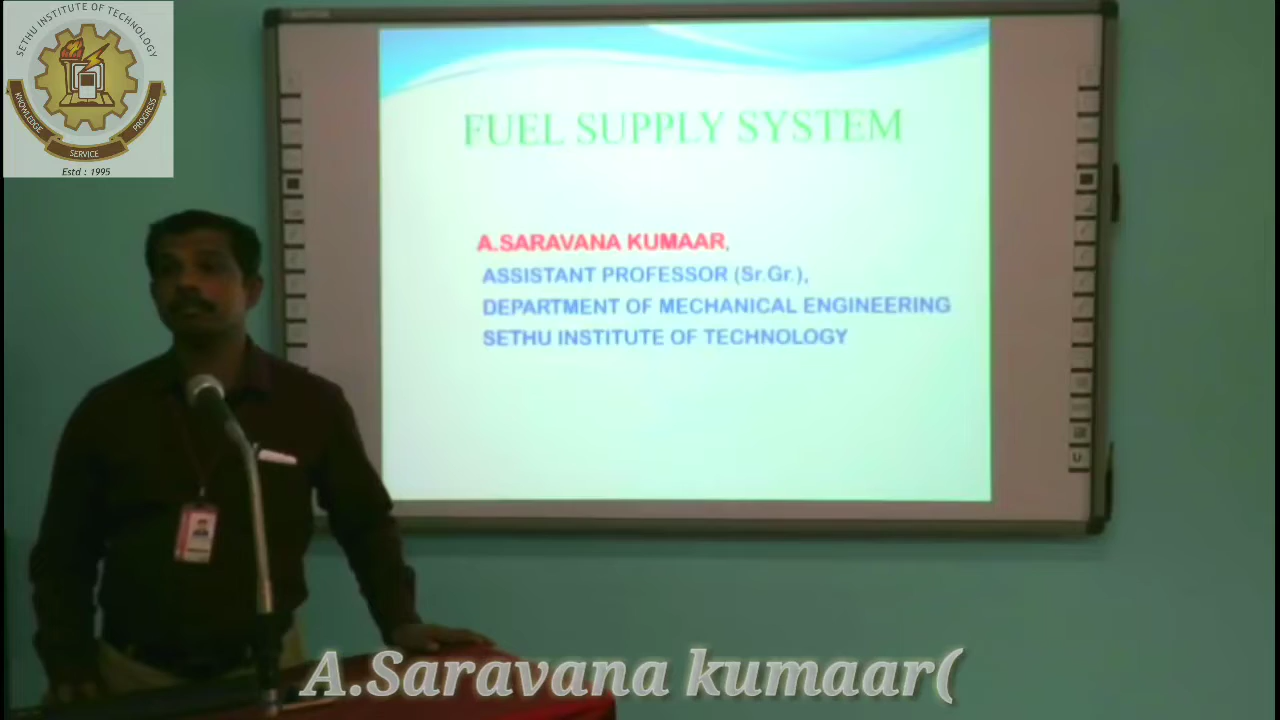 SETHU INSTITUTE OF TECHNOLOGY
KNOWLEDGE
SERVICE
PROGRESS
Estd : 1995
FUEL SUPPLY SYSTEM
A.SARAVANA KUMAAR,
ASSISTANT PROFESSOR (Sr.Gr.),
DEPARTMENT OF MECHANICAL ENGINEERING
SETHU INSTITUTE OF TECHNOLOGY
A.Saravana kumaar(